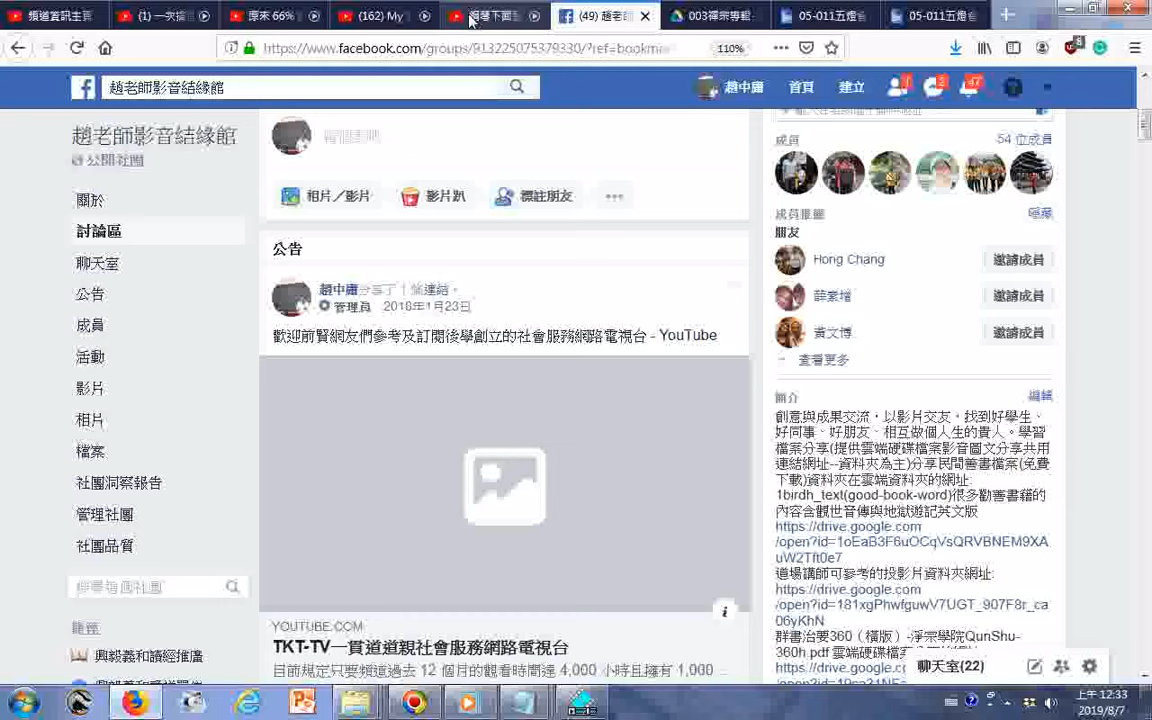 頻道資訊主頁
(1) 一次搞
原來 66%
(162) My
鋼琴下面
(49) 趙老師
003禪宗專輯
05-011五燈會
05-011五燈會
https://www.facebook.com/groups/913225075379330/?ref=bookma
110%
趙老師影音結緣館
趙中庸
首頁
建立
1
2
47
趙老師影音結緣館
公開社團
關於
討論區
聊天室
公告
成員
活動
影片
相片
檔案
社團洞察報告
管理社團
社團品質
搜尋這個社團
捷徑
興毅義和讀經推廣
相片／影片
影片趴
標註朋友
公告
趙中庸分享了1條連結。
管理員 2018年1月23日
歡迎前賢網友們參考及訂閱後學創立的社會服務網路電視台 - YouTube
YOUTUBE.COM
TKT-TV一貫道道親社會服務網路電視台
目前規定只要頻道過去 12 個月的觀看時間達 4,000 小時且擁有 1,000
成員
54 位成員
隱藏
朋友
Hong Chang
邀請成員
薛素增
邀請成員
黃文博
邀請成員
查看更多
簡介
編輯
創意與成果交流，以影片交友，找到好學生、
好同事、好朋友、相互做個人生的貴人。學習
檔案分享(提供雲端硬碟檔案影音圖文分享共用
連結網址--資料夾為主)分享民間善書檔案(免費
下載)資料夾在雲端資料夾的網址:
1birdh_text(good-book-word)很多勸善書籍的
內容含觀世音傳與地獄遊記英文版
https://drive.google.com
/open?id=1oEaB3F6uOCqVsQRVBNEM9XA
uW2Tft0e7
道場講師可參考的投影片資料夾網址:
https://drive.google.com
/open?id=181xgPhwfguwV7UGT_907F8r_ca
06yKhN
群書治要360（橫版）-淨宗學院QunShu-
360h.pdf 雲端硬碟檔案
https://drive.google.com
聊天室(22)
上午 12:33
2019/8/7